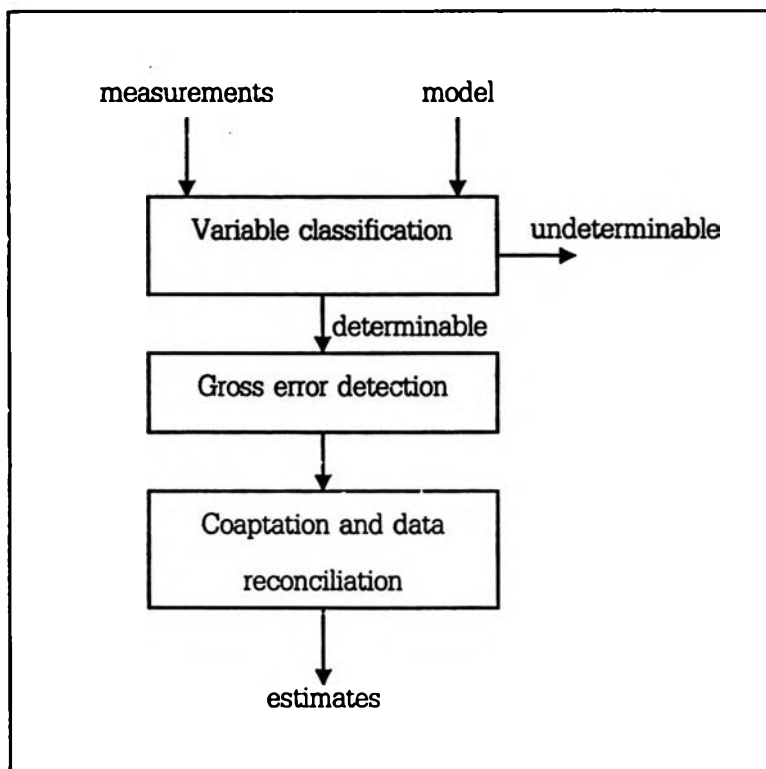 measurements model
Variable classification
undeterminable
determinable
Gross error detection
Coaptation and data
reconciliation
estimates